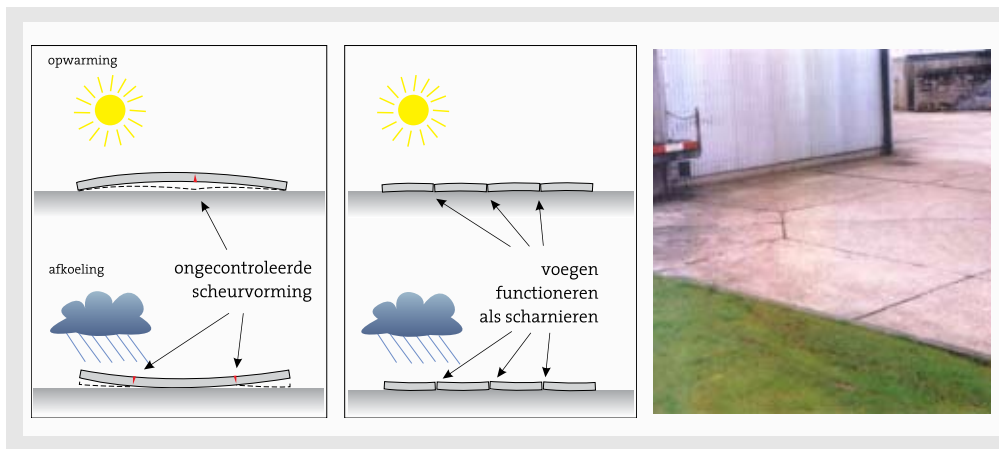 opwarming
afkoeling
ongecontroleerde
scheurvorming
voegen
functioneren
als scharnieren